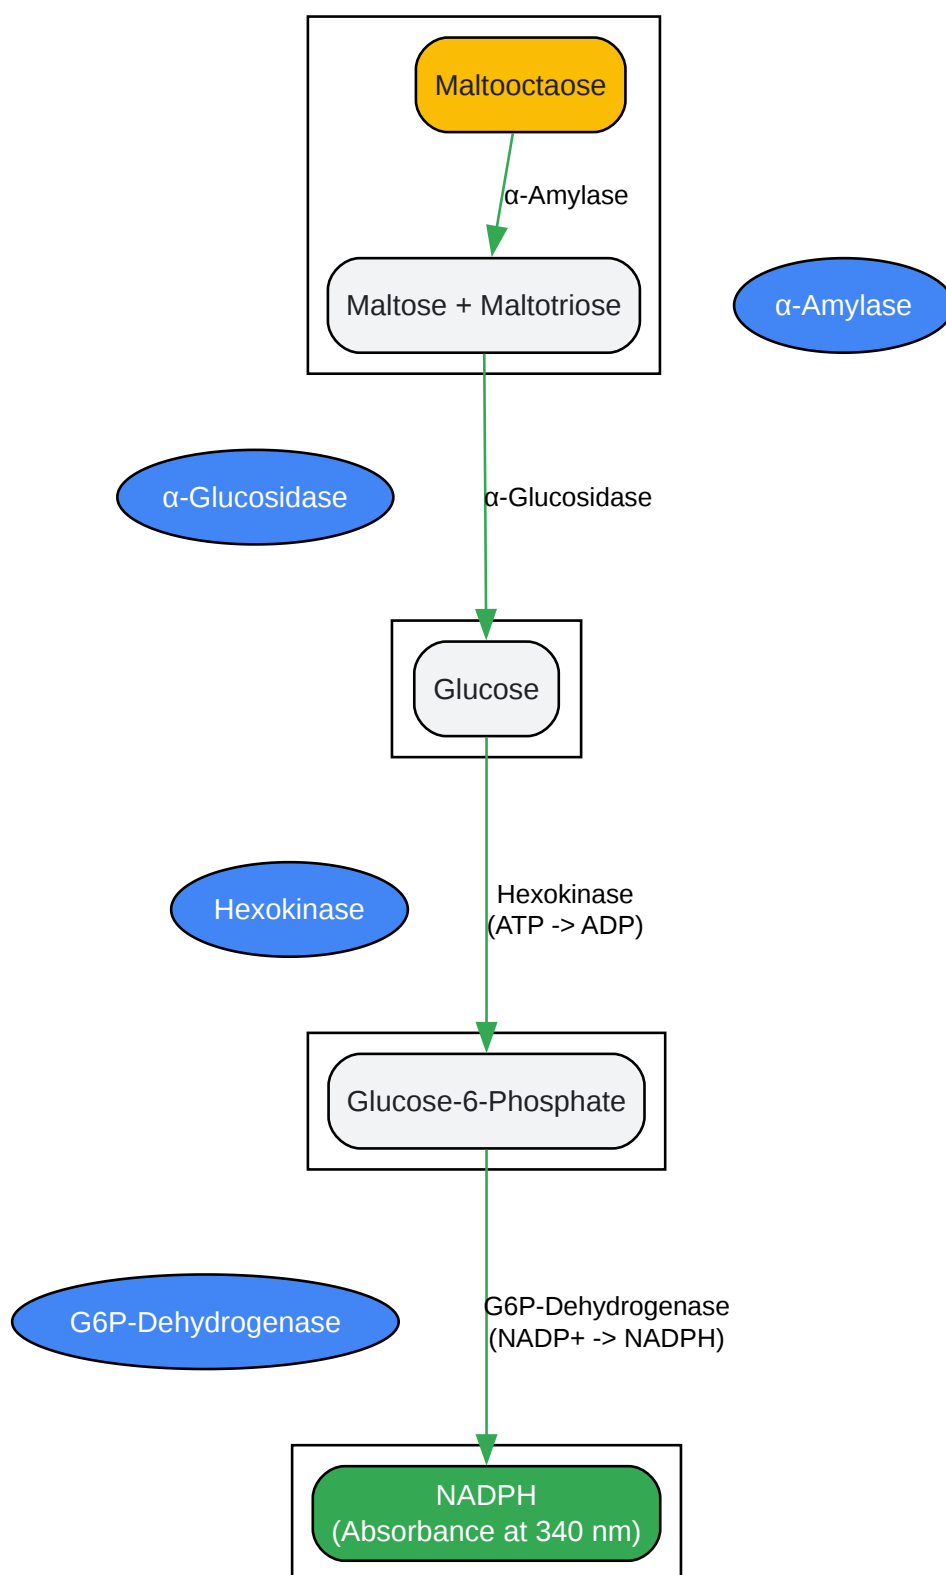 Maltooctaose
α-Amylase
Maltose + Maltotriose
α-Amylase
α-Glucosidase
α-Glucosidase
Glucose
Hexokinase
Hexokinase
(ATP -> ADP)
Glucose-6-Phosphate
G6P-Dehydrogenase
G6P-Dehydrogenase
(NADP+ -> NADPH)
NADPH
(Absorbance at 340 nm)